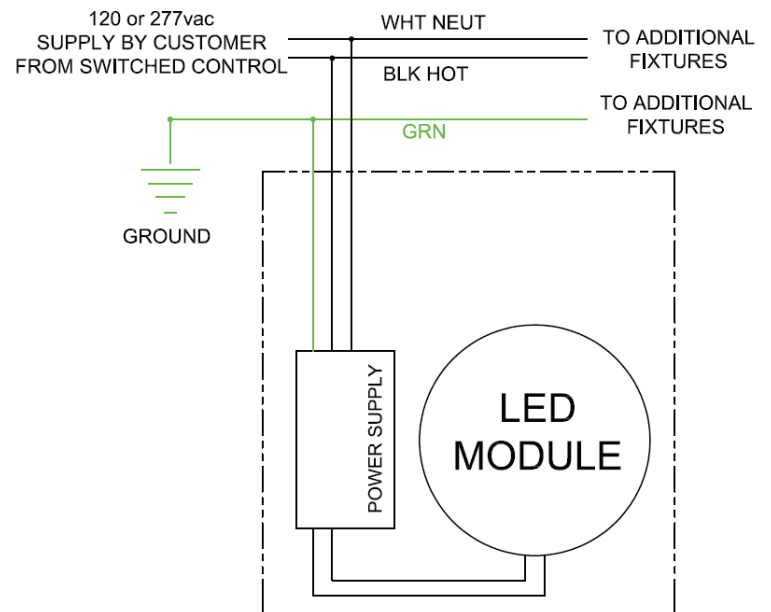 120 or 277vac
SUPPLY BY CUSTOMER
FROM SWITCHED CONTROL
WHT NEUT
BLK HOT
TO ADDITIONAL
FIXTURES
TO ADDITIONAL
FIXTURES
GRN
GROUND
POWER SUPPLY
LED
MODULE